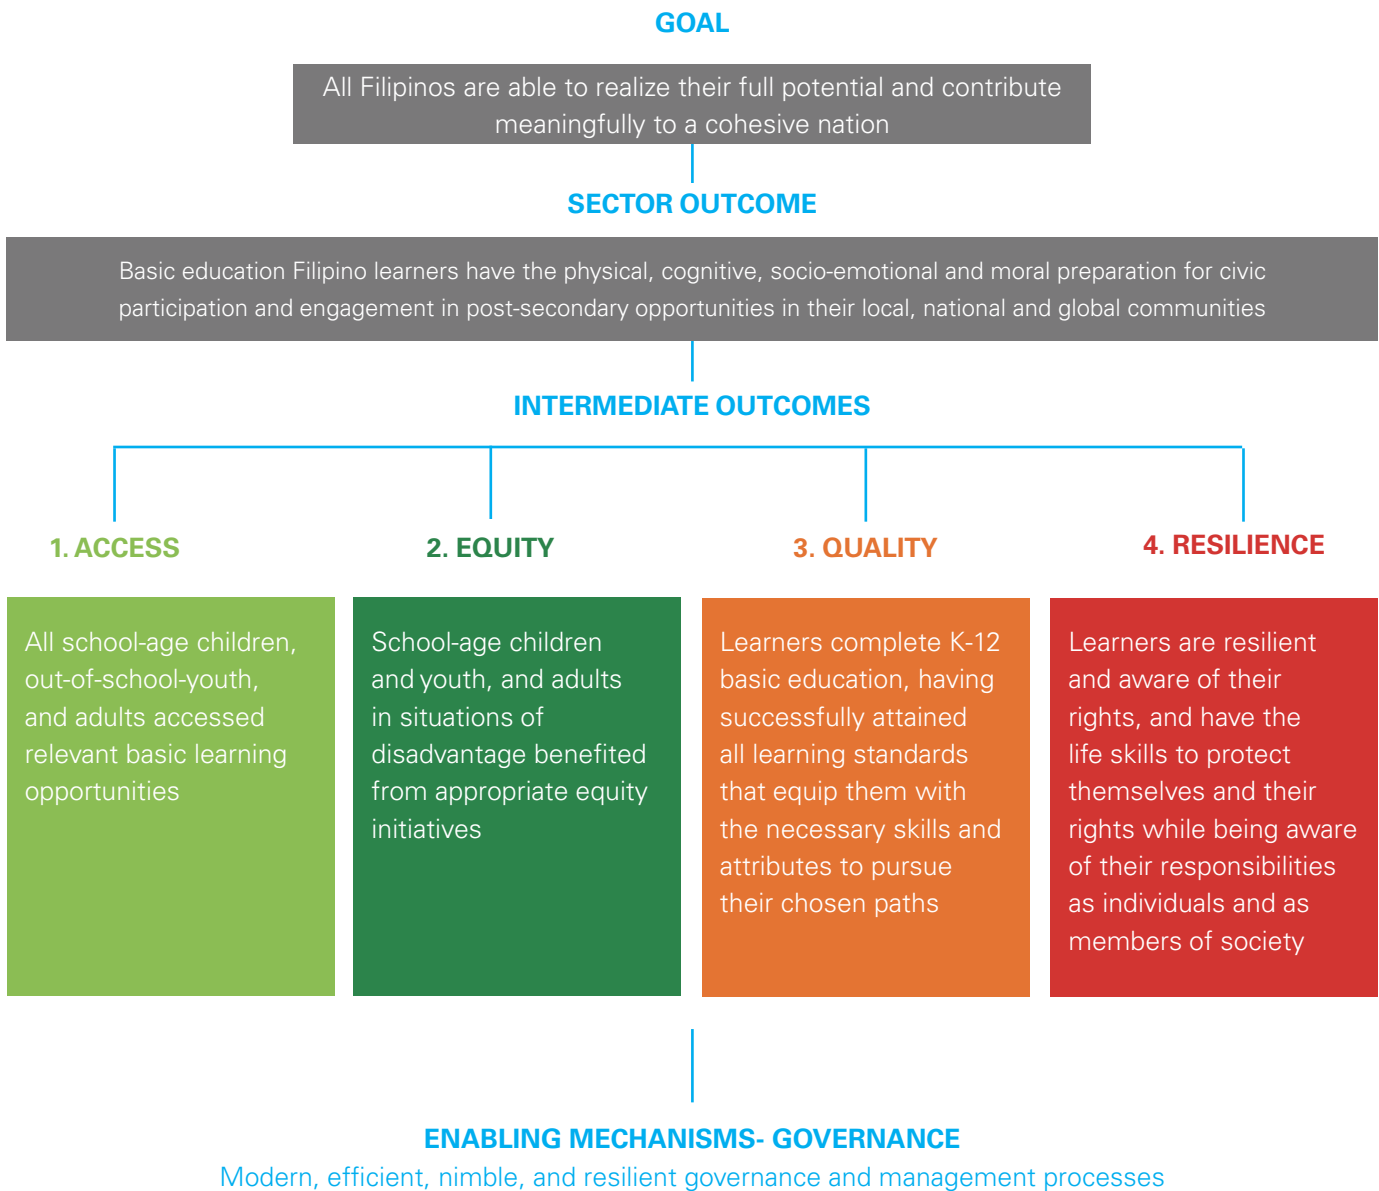 GOAL
All Filipinos are able to realize their full potential and contribute
meaningfully to a cohesive nation
SECTOR OUTCOME
Basic education Filipino learners have the physical, cognitive, socio-emotional and moral preparation for civic
participation and engagement in post-secondary opportunities in their local, national and global communities
INTERMEDIATE OUTCOMES
1. ACCESS
All school-age children,
out-of-school-youth,
and adults accessed
relevant basic learning
opportunities
2. EQUITY
School-age children
and youth, and adults
in situations of
disadvantage benefited
from appropriate equity
initiatives
3. QUALITY
Learners complete K-12
basic education, having
successfully attained
all learning standards
that equip them with
the necessary skills and
attributes to pursue
their chosen paths
4. RESILIENCE
Learners are resilient
and aware of their
rights, and have the
life skills to protect
themselves and their
rights while being aware
of their responsibilities
as individuals and as
members of society
ENABLING MECHANISMS- GOVERNANCE
Modern, efficient, nimble, and resilient governance and management processes